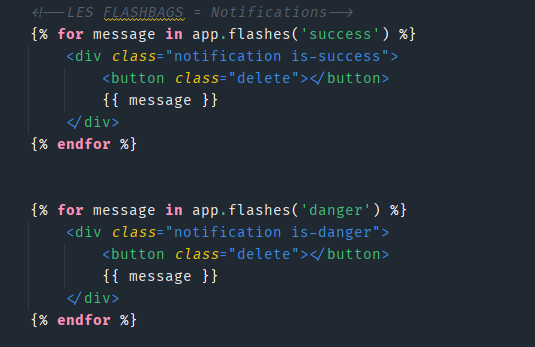 <!--LES FLASHBAGS = Notifications-->
{% for message in app.flashes('success') %}
<div class="notification is-success">
<button class="delete"></button>
{{ message }}
</div>
{% endfor %}
{% for message in app.flashes('danger') %}
<div class="notification is-danger">
<button class="delete"></button>
{{ message }}
</div>
{% endfor %}